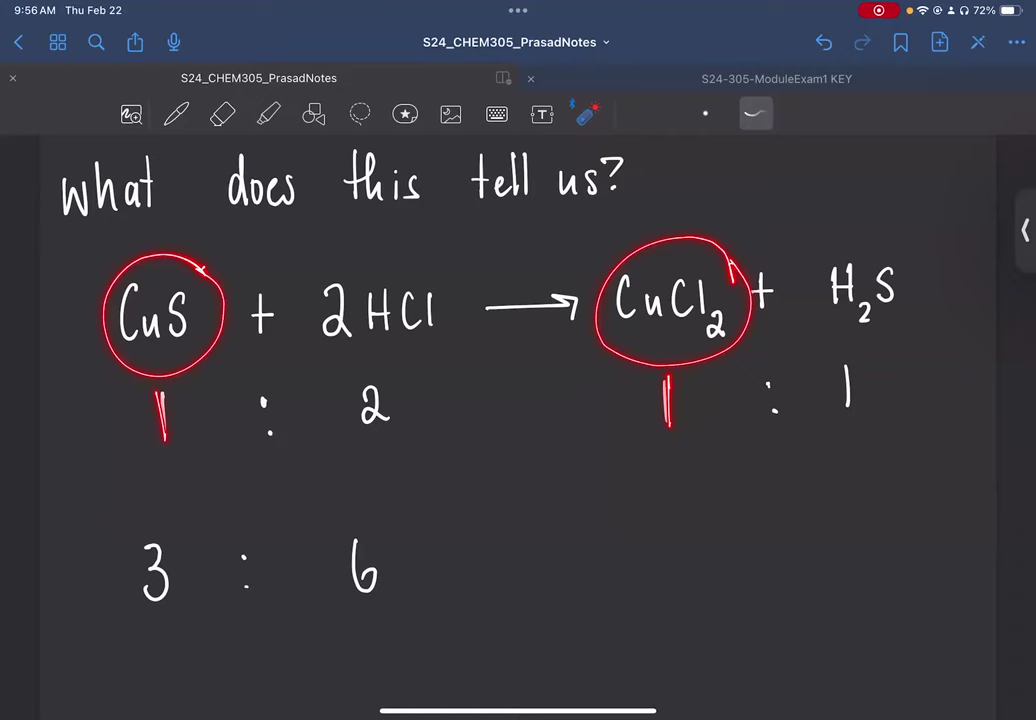 9:56 AM Thu Feb 22 72%
S24_CHEM305_PrasadNotes
S24_CHEM305_PrasadNotes S24-305-ModuleExam1 KEY
What does this tell us?
CuS + 2HCl ⟶ CuCl₂ + H₂S
1 : 2 1 : 1
3 : 6